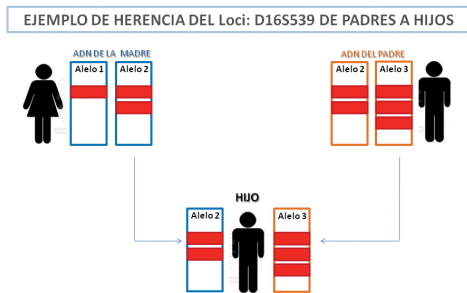 EJEMPLO DE HERENCIA DEL Loci: D16S539 DE PADRES A HIJOS
ADN DE LA MADRE
ADN DEL PADRE
Alelo 1
Alelo 2
Alelo 2
Alelo 3
HIJO
Alelo 2
Alelo 3